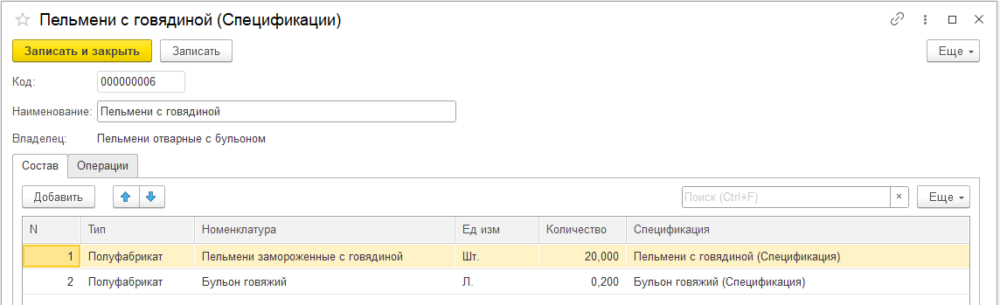 Пельмени с говядиной (Спецификации)
Записать и закрыть Записать Еще
Код: 000000006
Наименование: Пельмени с говядиной
Владелец: Пельмени отварные с бульоном
Состав Операции
Добавить Поиск (Ctrl+F) × Еще
N Тип Номенклатура Ед изм Количество Спецификация
1 Полуфабрикат Пельмени замороженные с говядиной Шт. 20,000 Пельмени с говядиной (Спецификация)
2 Полуфабрикат Бульон говяжий Л. 0,200 Бульон говяжий (Спецификация)